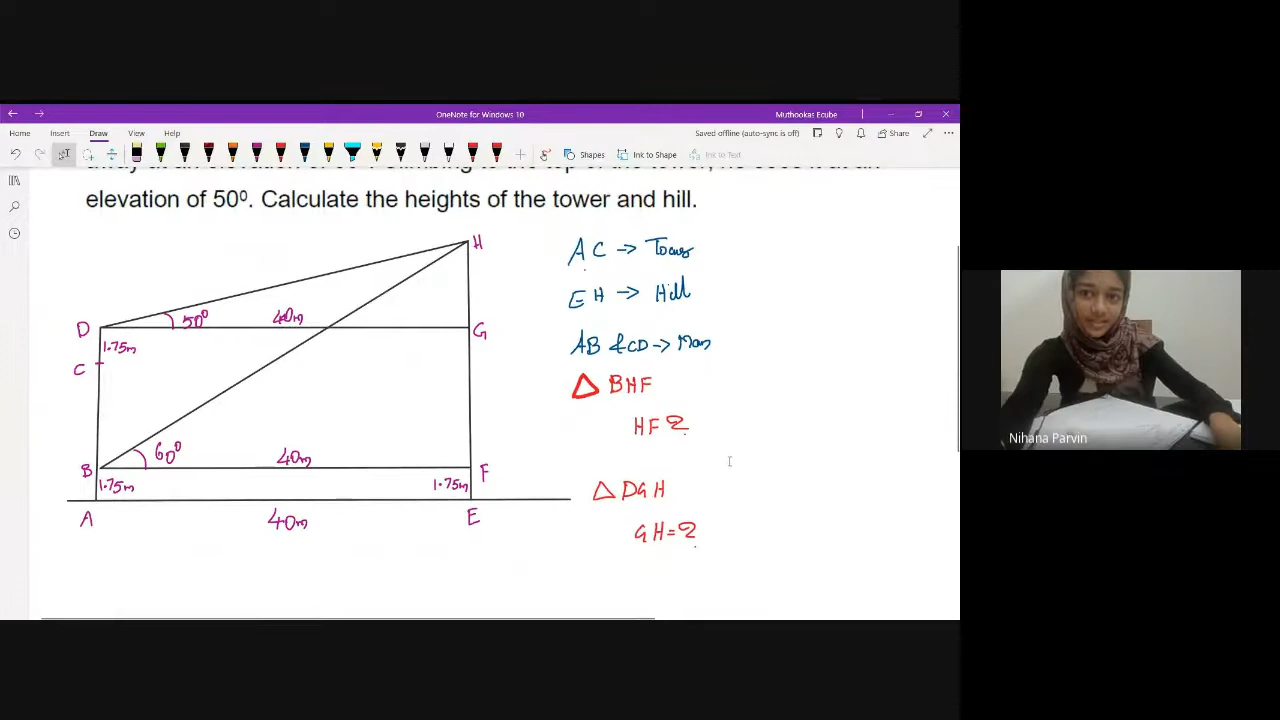 OneNote for Windows 10
Muthookas Ecube
Home Insert Draw View Help
Saved offline (auto-sync is off)
Share
Shapes
Ink to Shape
Ink to Text
elevation of 50⁰. Calculate the heights of the tower and hill.
H
AC → Tower
EH → Hill
D 50⁰ 40m G
1.75m
C
AB & CD → Man
△ BHF
HF ?
60⁰
B 40m F
1.75m 1.75m
△ DGH
A 40m E
GH = ?
Nihana Parvin